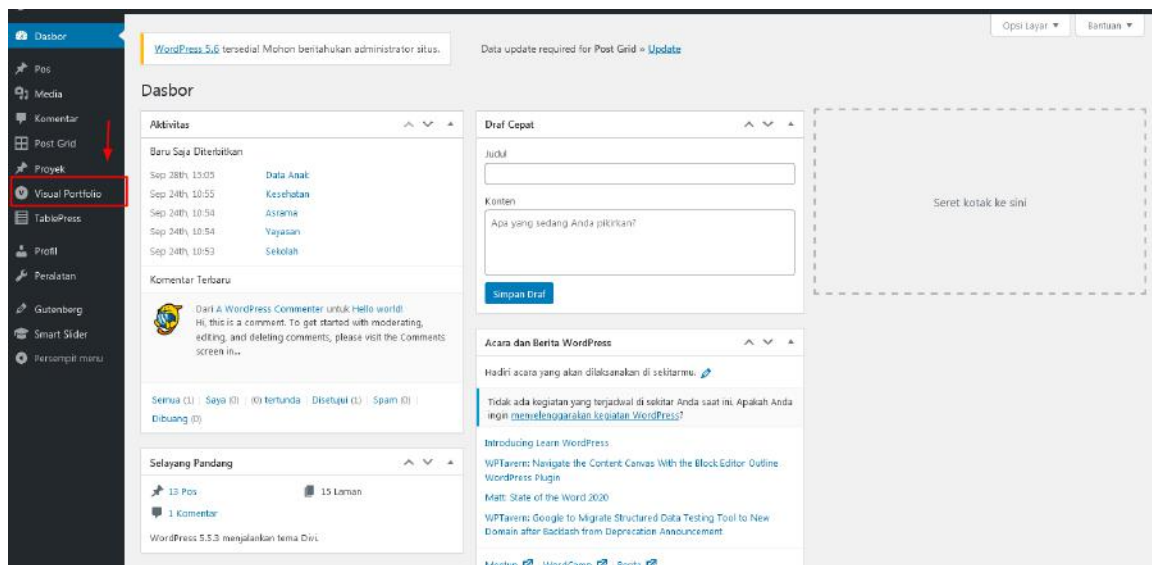 Opsi Layar
Bantuan
Dasbor
Pos
Media
Komentar
Post Grid
Proyek
Visual Portfolio
TablePress
Profil
Peralatan
Gutenberg
Smart Slider
Persempit menu
WordPress 5.6 tersedia! Mohon beritahukan administrator situs.
Data update required for Post Grid » Update
Dasbor
Aktivitas
Baru Saja Diterbitkan
Sep 28th, 15:05 Data Anak
Sep 24th, 10:55 Kesehatan
Sep 24th, 10:54 Asrama
Sep 24th, 10:54 Yayasan
Sep 24th, 10:53 Sekolah
Komentar Terbaru
Dari A WordPress Commenter untuk Hello world!
Hi, this is a comment. To get started with moderating,
editing, and deleting comments, please visit the Comments
screen in…
Semua (1) | Saya (0) | (0) tertunda | Disetujui (1) | Spam (0) |
Dibuang (0)
Selayang Pandang
13 Pos
15 Laman
1 Komentar
WordPress 5.5.3 menjalankan tema Divi.
Draf Cepat
Judul
Konten
Apa yang sedang Anda pikirkan?
Simpan Draf
Acara dan Berita WordPress
Hadiri acara yang akan dilaksanakan di sekitarmu.
Tidak ada kegiatan yang terjadwal di sekitar Anda saat ini. Apakah Anda
ingin menyelenggarakan kegiatan WordPress?
Introducing Learn WordPress
WPTavern: Navigate the Content Canvas With the Block Editor Outline
WordPress Plugin
Matt: State of the Word 2020
WPTavern: Google to Migrate Structured Data Testing Tool to New
Domain after Backlash from Deprecation Announcement
Meetup | WordCamp | Berita
Seret kotak ke sini